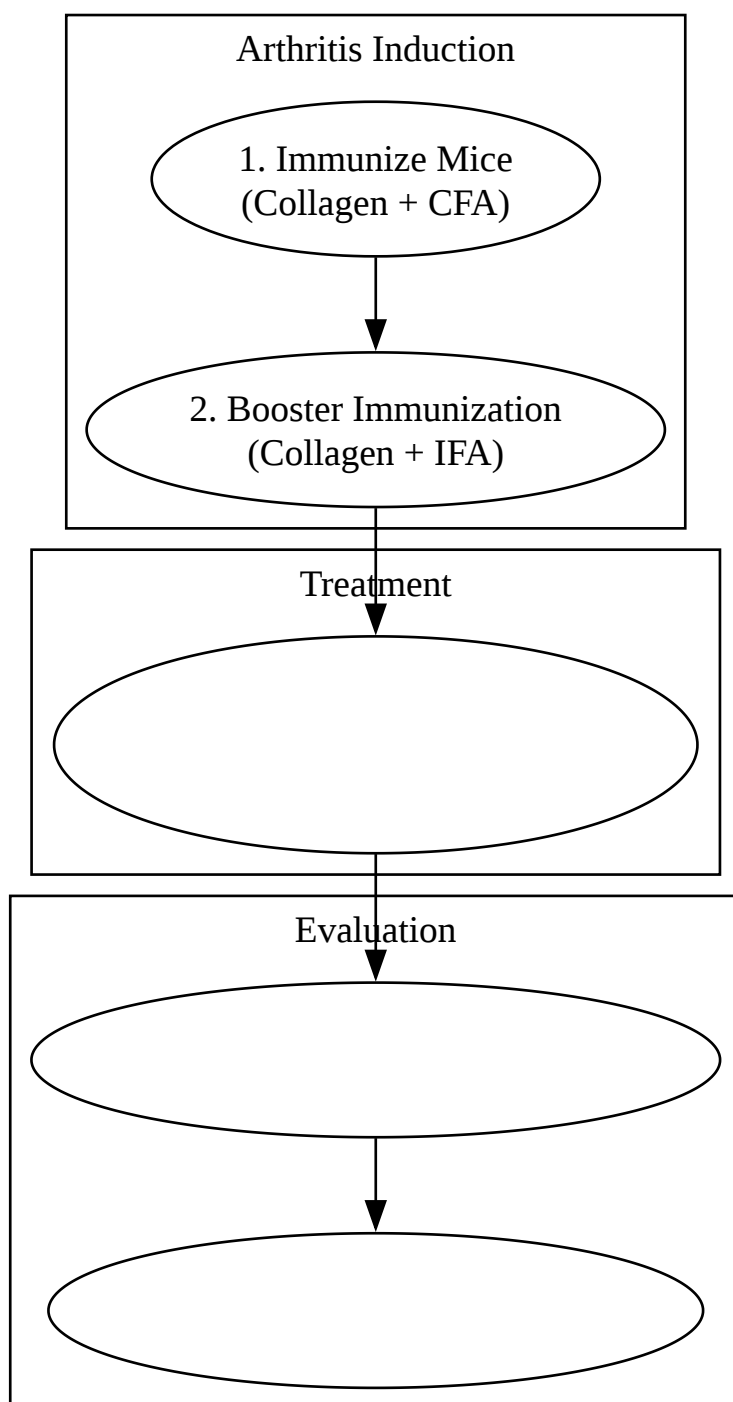 Arthritis Induction
1. Immunize Mice
(Collagen + CFA)
2. Booster Immunization
(Collagen + IFA)
Treatment
Evaluation